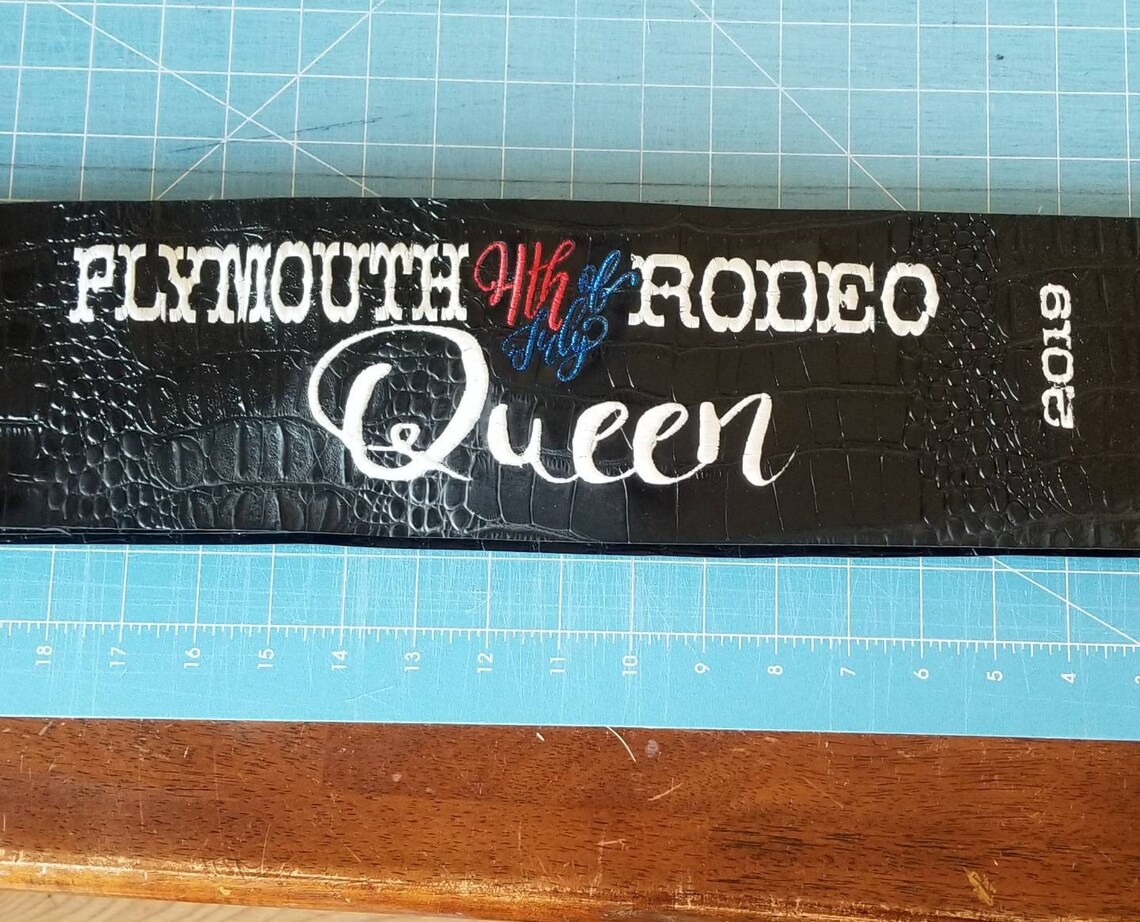 PLYMOUTH 4th of July RODEO
Queen
2019
18 17 16 15 14 13 12 11 10 9 8 7 6 5 4